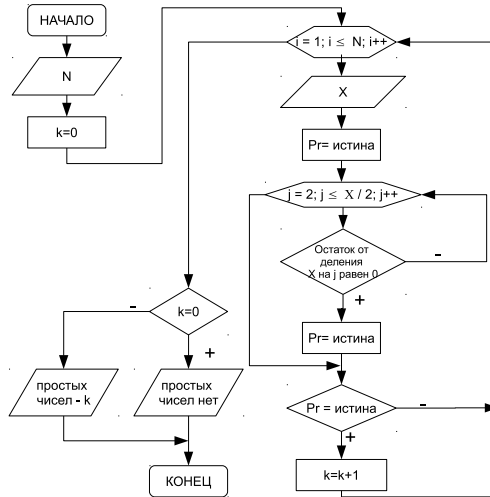 НАЧАЛО
N
k=0
i = 1; i ≤ N; i++
X
Pr= истина
j = 2; j ≤ X / 2; j++
Остаток от
деления
X на j равен 0
-
+
Pr= истина
-
k=0
+
простых
чисел - k
простых
чисел нет
Pr = истина
-
+
КОНЕЦ
k=k+1